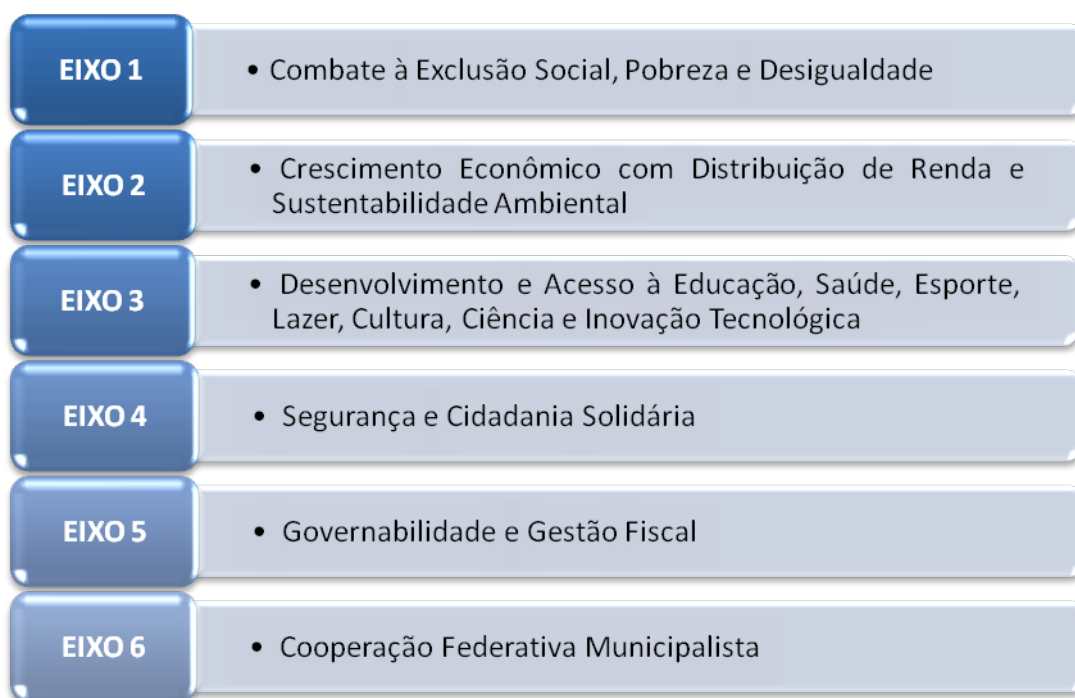 EIXO 1
• Combate à Exclusão Social, Pobreza e Desigualdade
EIXO 2
• Crescimento Econômico com Distribuição de Renda e
Sustentabilidade Ambiental
EIXO 3
• Desenvolvimento e Acesso à Educação, Saúde, Esporte,
Lazer, Cultura, Ciência e Inovação Tecnológica
EIXO 4
• Segurança e Cidadania Solidária
EIXO 5
• Governabilidade e Gestão Fiscal
EIXO 6
• Cooperação Federativa Municipalista